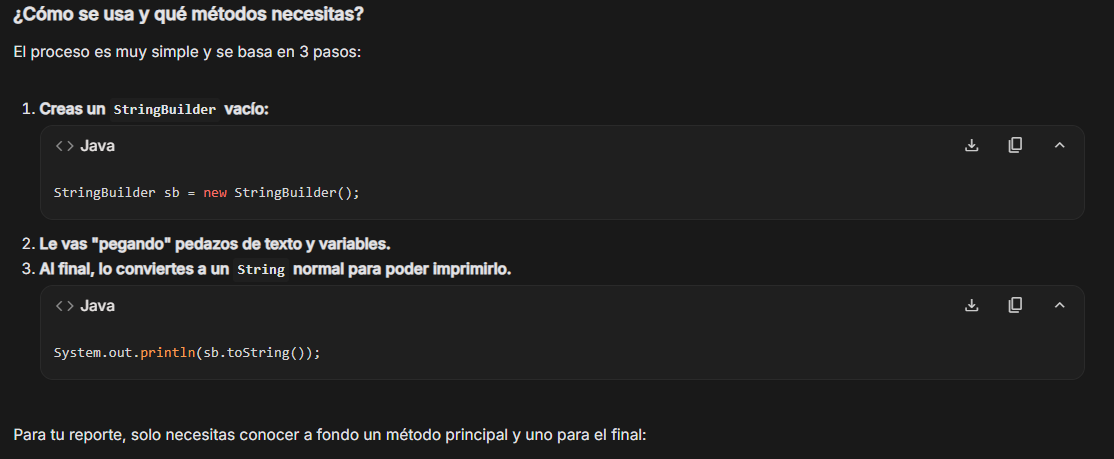 ¿Cómo se usa y qué métodos necesitas?
El proceso es muy simple y se basa en 3 pasos:
1. Creas un StringBuilder vacío:
<> Java
StringBuilder sb = new StringBuilder();
2. Le vas "pegando" pedazos de texto y variables.
3. Al final, lo conviertes a un String normal para poder imprimirlo.
<> Java
System.out.println(sb.toString());
Para tu reporte, solo necesitas conocer a fondo un método principal y uno para el final: